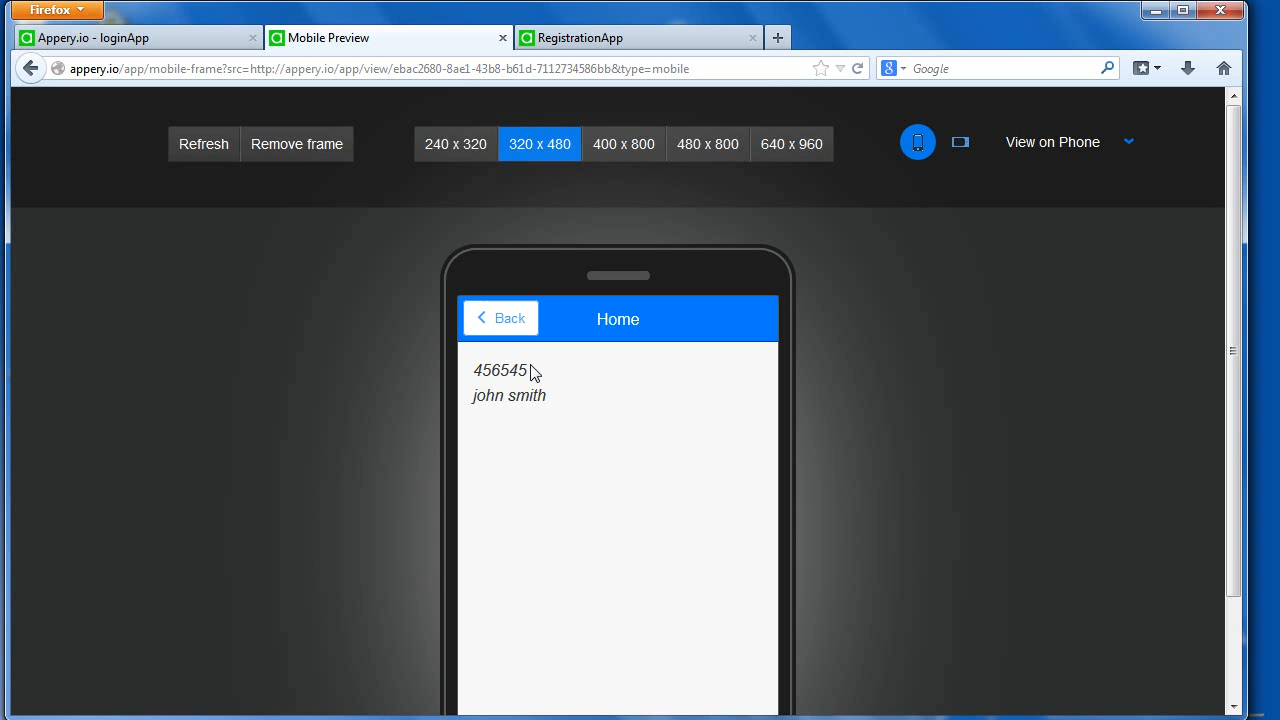 Firefox
Appery.io - loginApp
Mobile Preview
RegistrationApp
appery.io/app/mobile-frame?src=http://appery.io/app/view/ebac2680-8ae1-43b8-b61d-7112734586bb&type=mobile
Google
Refresh
Remove frame
240 x 320
320 x 480
400 x 800
480 x 800
640 x 960
View on Phone
Back
Home
456545
john smith